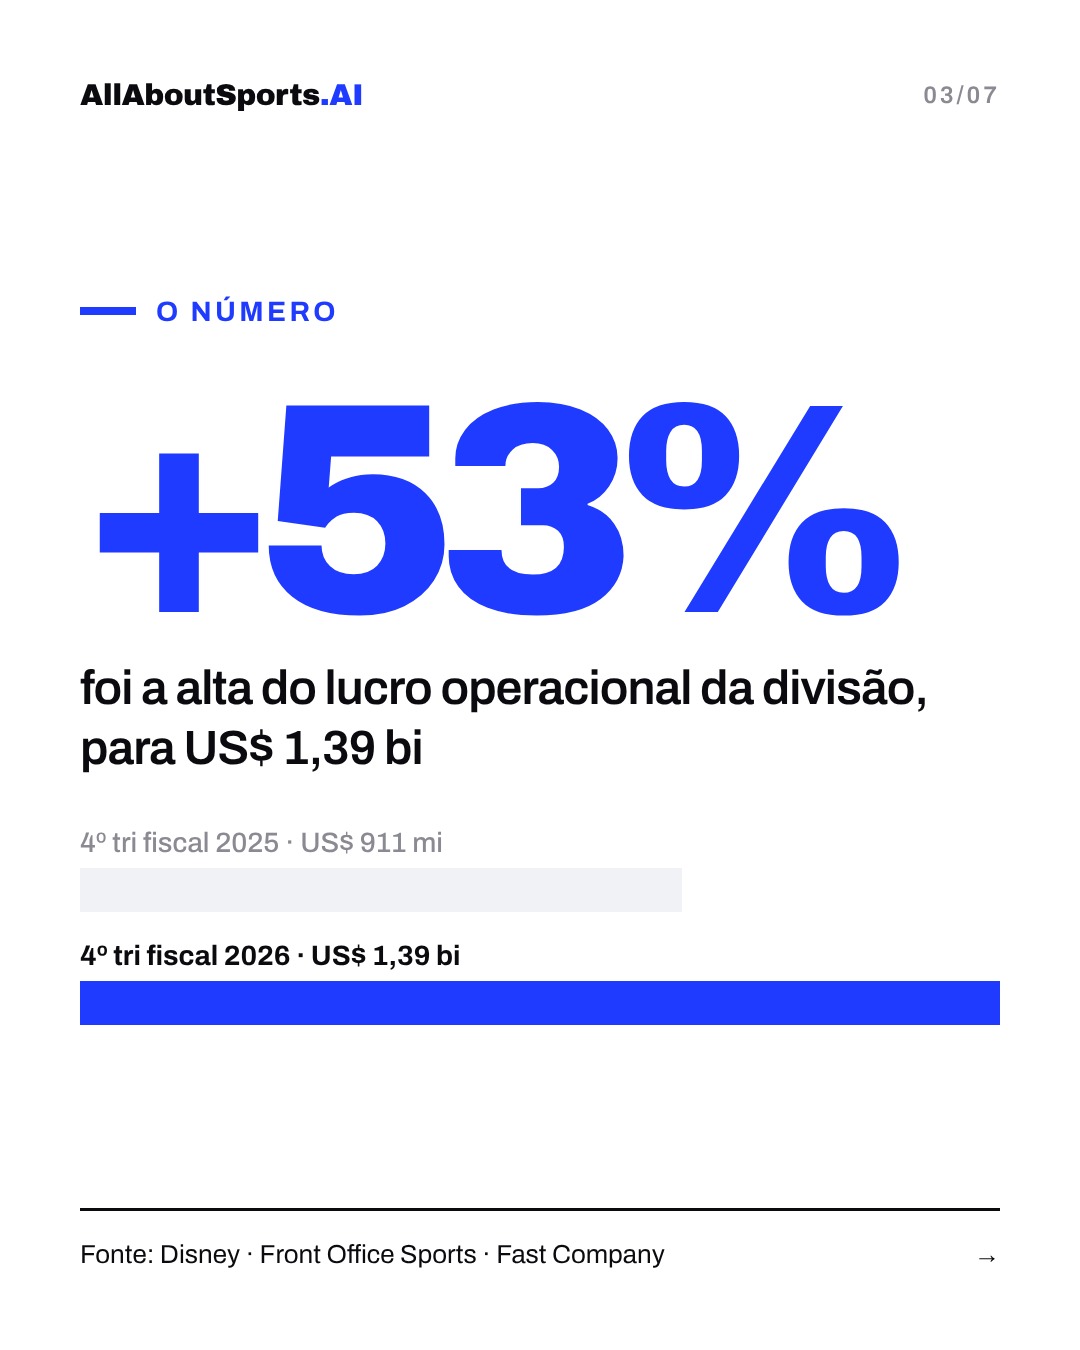 AllAboutSports.AI
03/07
O NÚMERO
+53%
foi a alta do lucro operacional da divisão,
para US$ 1,39 bi
4º tri fiscal 2025 · US$ 911 mi
4º tri fiscal 2026 · US$ 1,39 bi
Fonte: Disney · Front Office Sports · Fast Company →